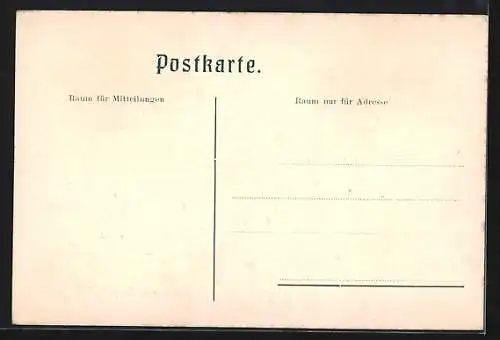 Postkarte.
Raum für Mitteilungen
Raum nur für Adresse